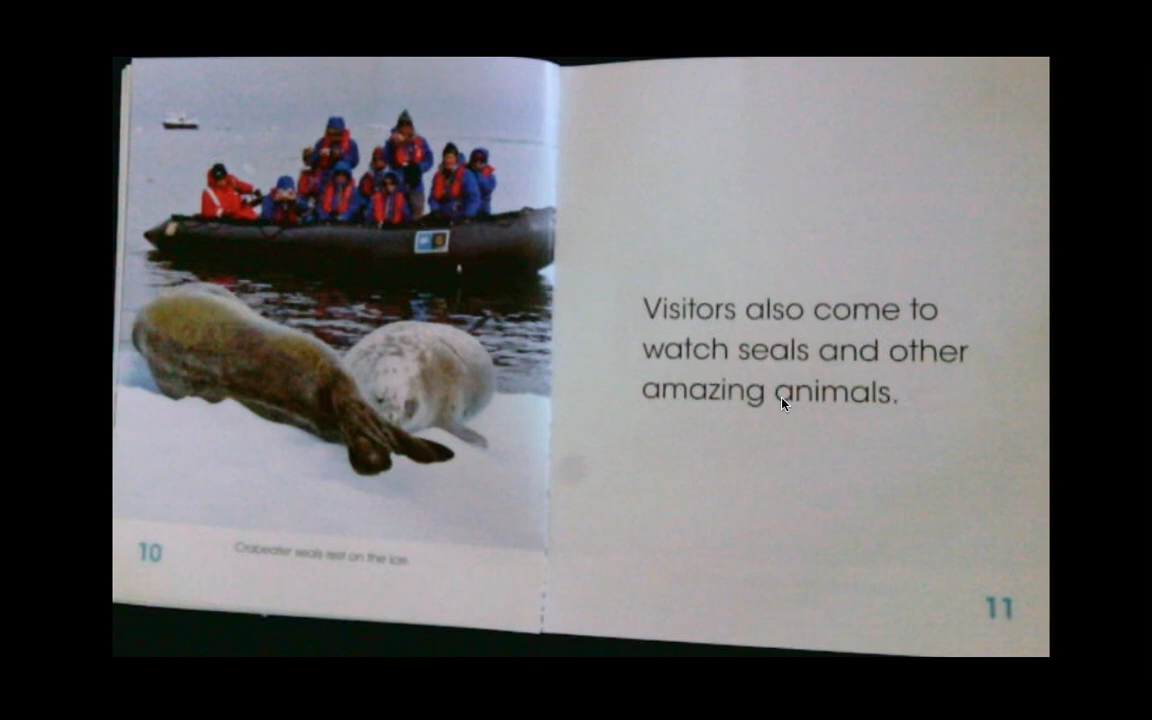 Visitors also come to
watch seals and other
amazing animals.
10
Crabeater seals rest on the ice.
11